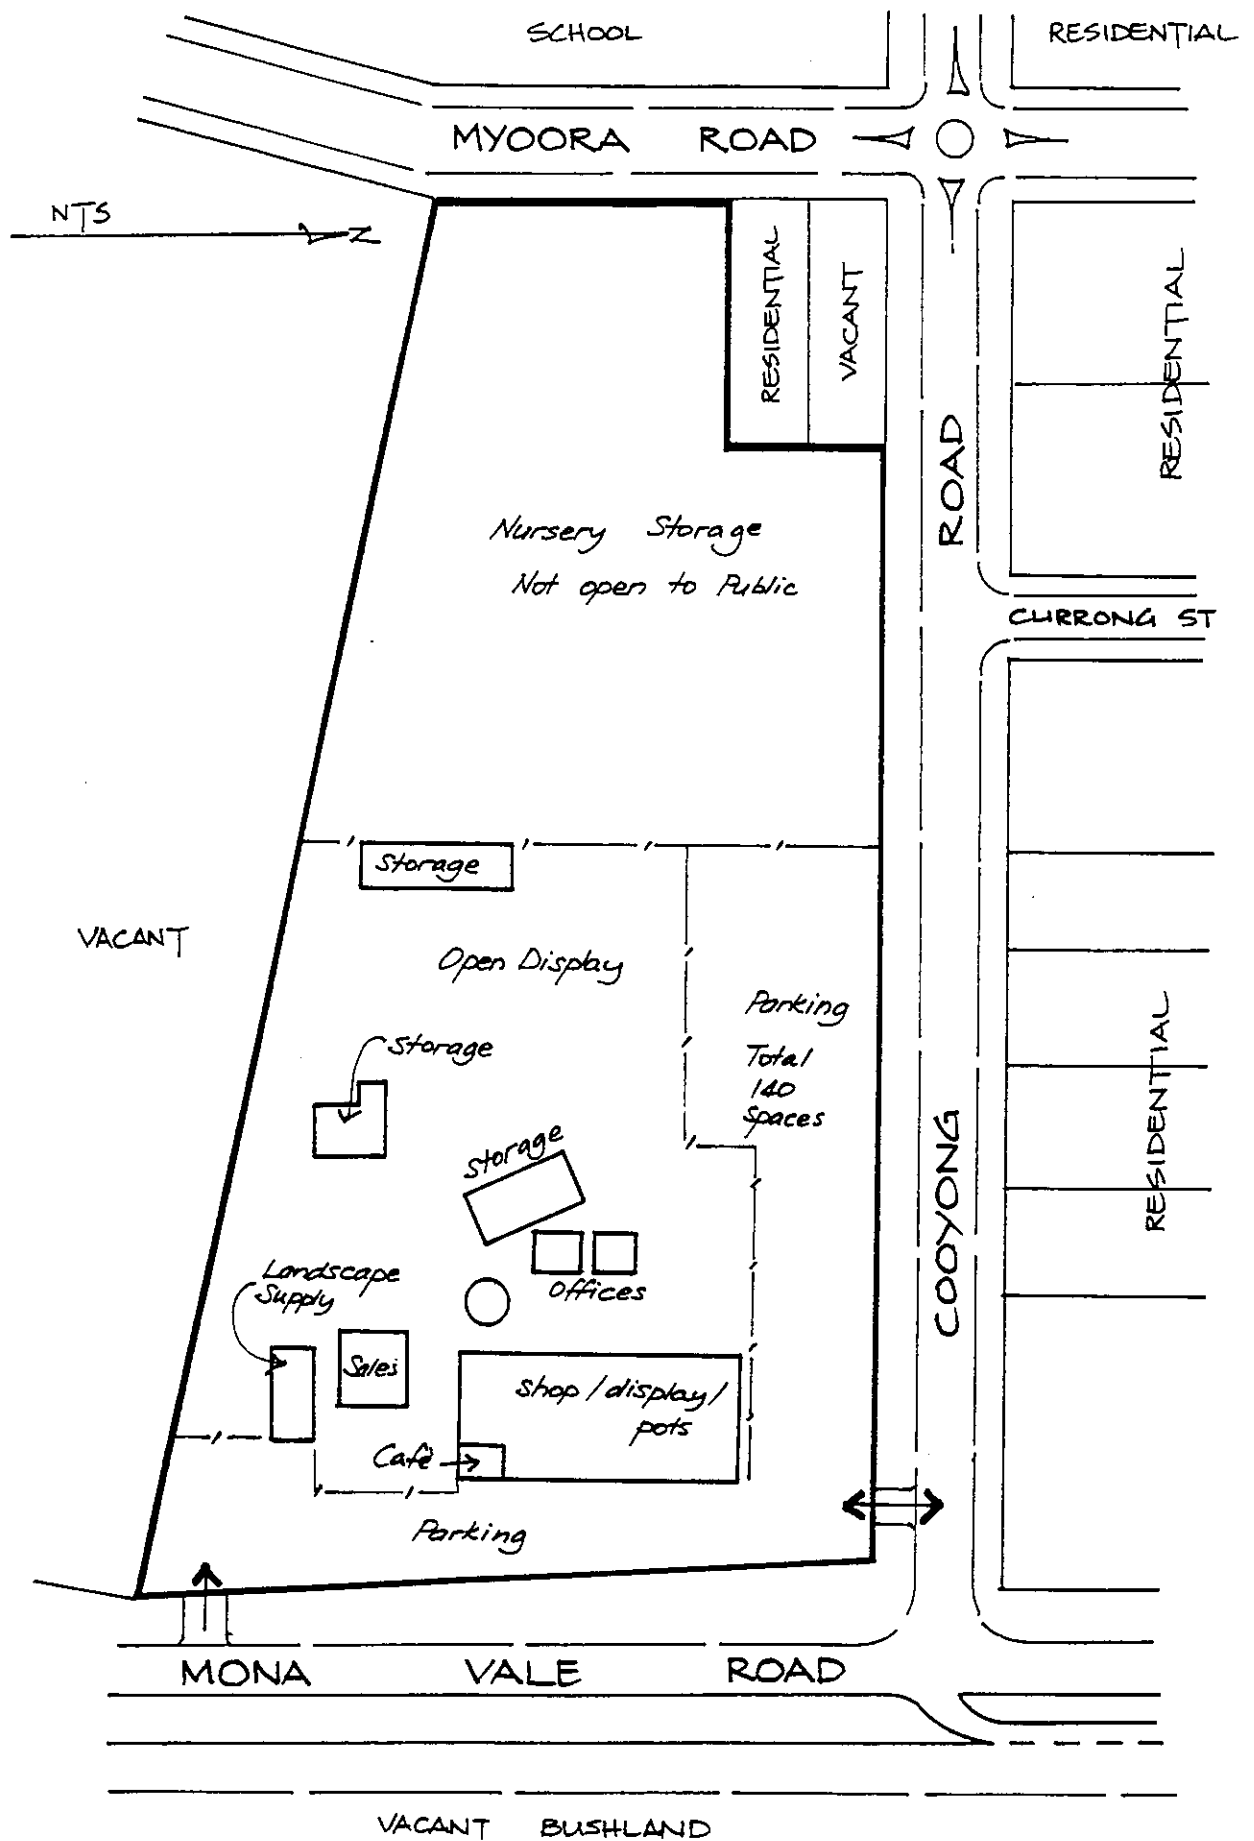 SCHOOL
RESIDENTIAL
MYOORA ROAD
NTS
Z
RESIDENTIAL
VACANT
RESIDENTIAL
ROAD
Nursery Storage
Not open to Public
CURRONG ST
Storage
VACANT
Open Display
Parking
Total
140
Spaces
Storage
Storage
COOYONG
RESIDENTIAL
Landscape
Supply
Offices
Sales
Shop/display/
pots
Café
Parking
MONA VALE ROAD
VACANT BUSHLAND